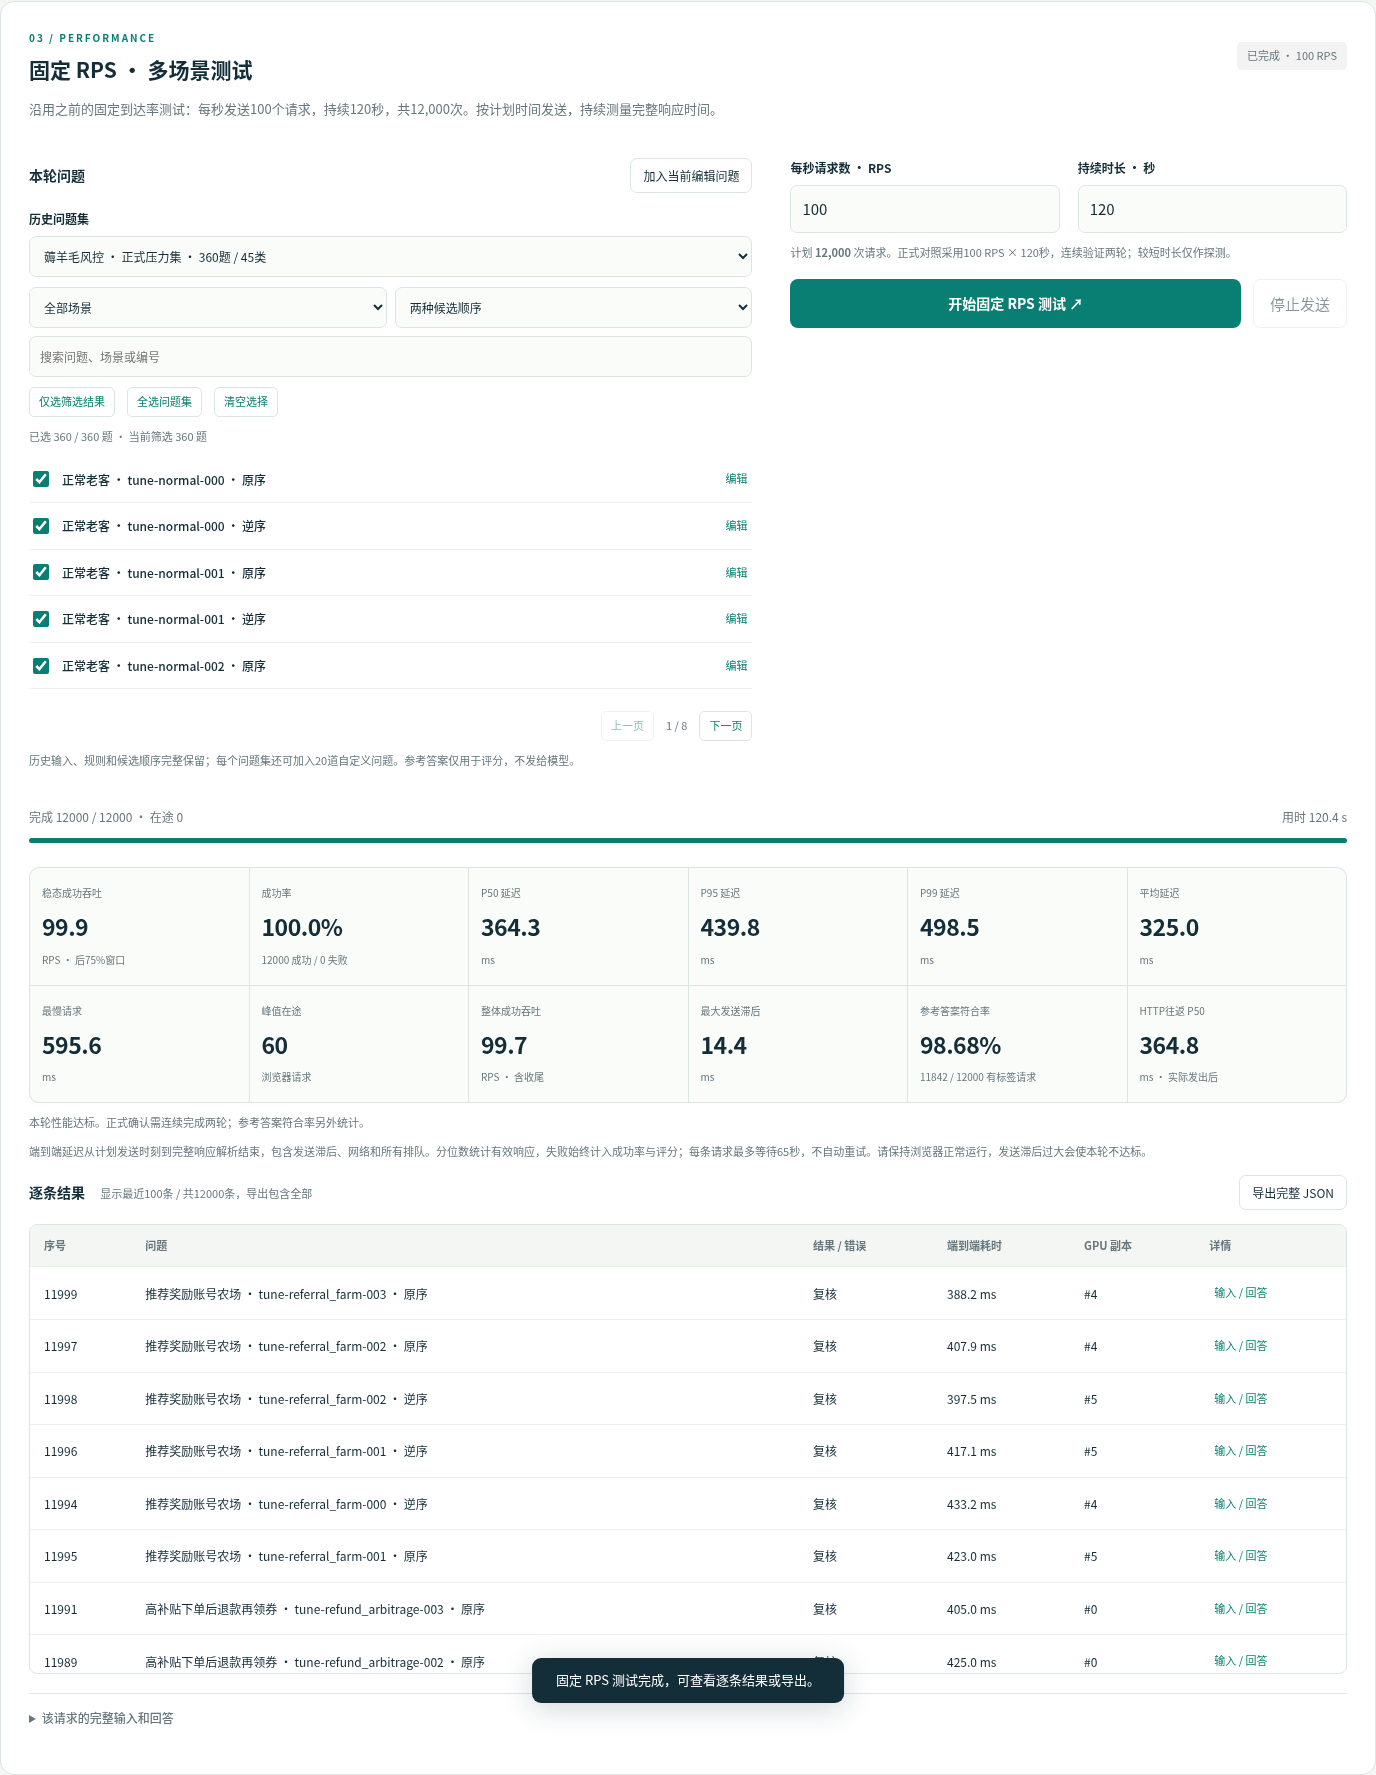 03 / PERFORMANCE
固定 RPS · 多场景测试
已完成 · 100 RPS
沿用之前的固定到达率测试：每秒发送100个请求，持续120秒，共12,000次。按计划时间发送，持续测量完整响应时间。
本轮问题
加入当前编辑问题
历史问题集
薅羊毛风控 · 正式压力集 · 360题 / 45类
全部场景
两种候选顺序
搜索问题、场景或编号
仅选筛选结果
全选问题集
清空选择
已选 360 / 360 题 · 当前筛选 360 题
正常老客 · tune-normal-000 · 原序
编辑
正常老客 · tune-normal-000 · 逆序
编辑
正常老客 · tune-normal-001 · 原序
编辑
正常老客 · tune-normal-001 · 逆序
编辑
正常老客 · tune-normal-002 · 原序
编辑
上一页
1 / 8
下一页
历史输入、规则和候选顺序完整保留；每个问题集还可加入20道自定义问题。参考答案仅用于评分，不发给模型。
每秒请求数 · RPS
持续时长 · 秒
100
120
计划 12,000 次请求。正式对照采用100 RPS × 120秒，连续验证两轮；较短时长仅作探测。
开始固定 RPS 测试 ↗
停止发送
完成 12000 / 12000 · 在途 0
用时 120.4 s
稳态成功吞吐
99.9
RPS · 后75%窗口
成功率
100.0%
12000 成功 / 0 失败
P50 延迟
364.3
ms
P95 延迟
439.8
ms
P99 延迟
498.5
ms
平均延迟
325.0
ms
最慢请求
595.6
ms
峰值在途
60
浏览器请求
整体成功吞吐
99.7
RPS · 含收尾
最大发送滞后
14.4
ms
参考答案符合率
98.68%
11842 / 12000 有标签请求
HTTP往返 P50
364.8
ms · 实际发出后
本轮性能达标。正式确认需连续完成两轮；参考答案符合率另外统计。
端到端延迟从计划发送时刻到完整响应解析结束，包含发送滞后、网络和所有排队。分位数统计有效响应，失败始终计入成功率与评分；每条请求最多等待65秒，不自动重试。请保持浏览器正常运行，发送滞后过大会使本轮不达标。
逐条结果
显示最近100条 / 共12000条，导出包含全部
导出完整 JSON
序号 问题 结果 / 错误 端到端耗时 GPU 副本 详情
11999 推荐奖励账号农场 · tune-referral_farm-003 · 原序 复核 388.2 ms #4 输入 / 回答
11997 推荐奖励账号农场 · tune-referral_farm-002 · 原序 复核 407.9 ms #4 输入 / 回答
11998 推荐奖励账号农场 · tune-referral_farm-002 · 逆序 复核 397.5 ms #5 输入 / 回答
11996 推荐奖励账号农场 · tune-referral_farm-001 · 逆序 复核 417.1 ms #5 输入 / 回答
11994 推荐奖励账号农场 · tune-referral_farm-000 · 逆序 复核 433.2 ms #4 输入 / 回答
11995 推荐奖励账号农场 · tune-referral_farm-001 · 原序 复核 423.0 ms #5 输入 / 回答
11991 高补贴下单后退款再领券 · tune-refund_arbitrage-003 · 原序 复核 405.0 ms #0 输入 / 回答
11989 高补贴下单后退款再领券 · tune-refund_arbitrage-002 · 原序 425.0 ms #0 输入 / 回答
固定 RPS 测试完成，可查看逐条结果或导出。
▶ 该请求的完整输入和回答